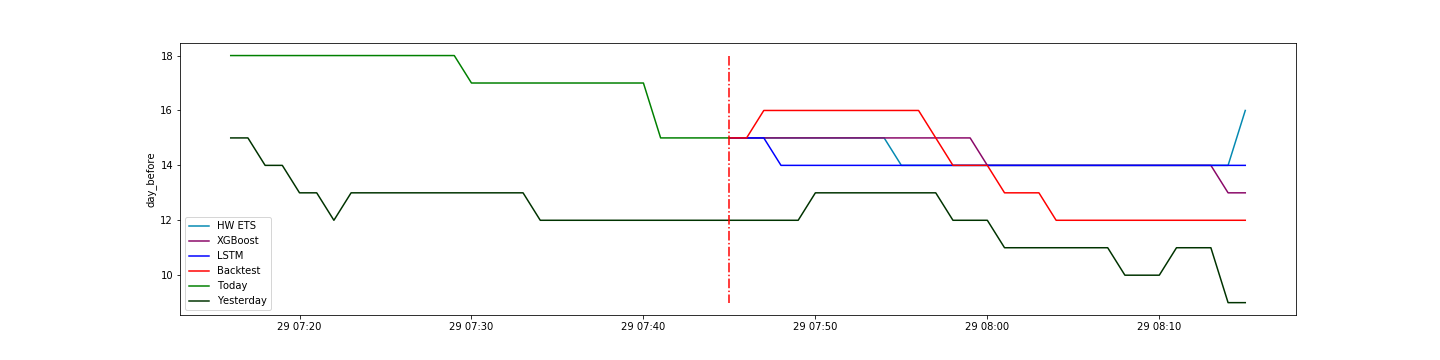 18
16
14
12
10
day_before
HW ETS
XGBoost
LSTM
Backtest
Today
Yesterday
29 07:20
29 07:30
29 07:40
29 07:50
29 08:00
29 08:10